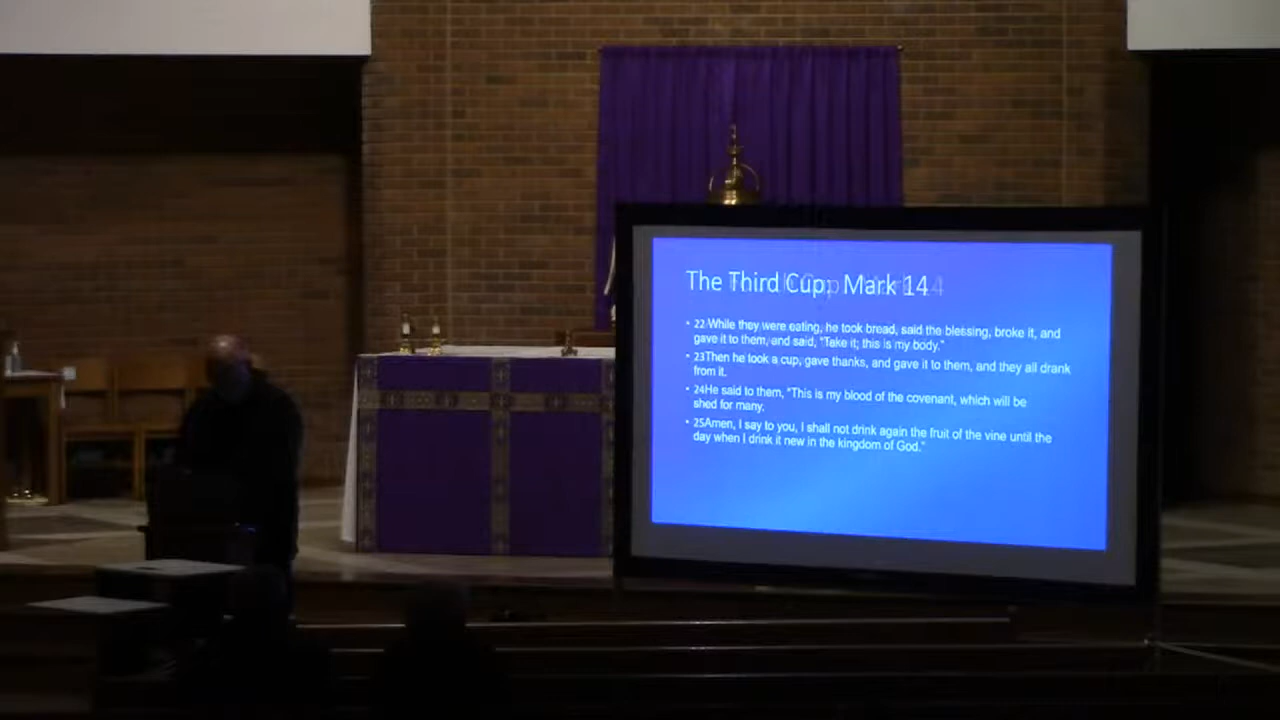 The Third Cup: Mark 14
• 22While they were eating, he took bread, said the blessing, broke it, and
gave it to them, and said, “Take it; this is my body.”
• 23Then he took a cup, gave thanks, and gave it to them, and they all drank
from it.
• 24He said to them, “This is my blood of the covenant, which will be
shed for many.
• 25Amen, I say to you, I shall not drink again the fruit of the vine until the
day when I drink it new in the kingdom of God.”